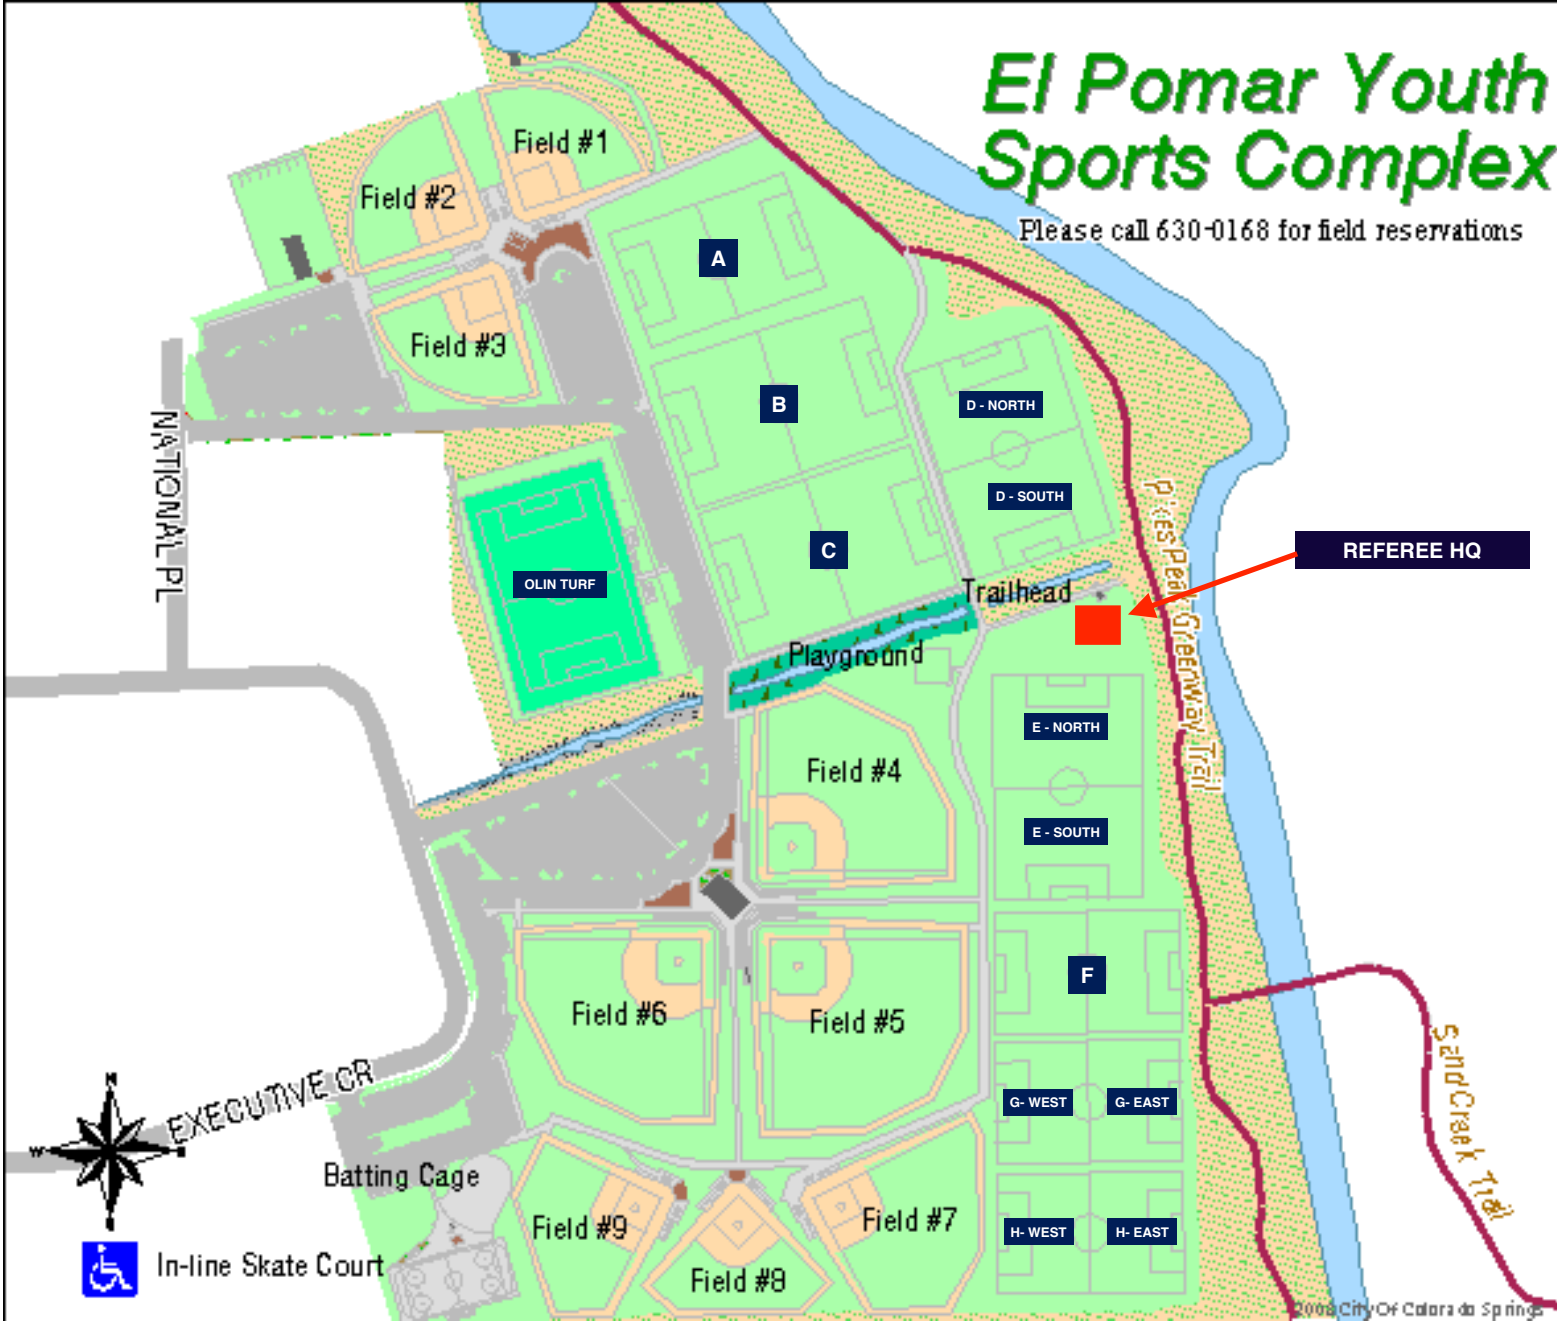 El Pomar Youth
Sports Complex
Please call 630-0168 for field reservations
Field #1
Field #2
A
Field #3
B
D - NORTH
NATIONAL PL
D - SOUTH
C
REFEREE HQ
OLIN TURF
Trailhead
Playground
Pikes Peak Greenway Trail
E - NORTH
Field #4
E - SOUTH
F
Field #6
Field #5
EXECUTIVE CR
G- WEST
G- EAST
Sand Creek Trail
N
W
Batting Cage
Field #9
Field #7
H- WEST
H- EAST
In-line Skate Court
Field #8
2008 City Of Colorado Springs